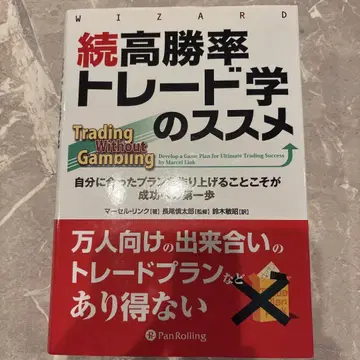 WIZARD
続高勝率
トレード学
のススメ
Trading
Without
Gambling
Develop a Game Plan for Ultimate Trading Success
by Marcel Link
自分に合ったプランを作り上げることこそが
成功への第一歩
マーセル・リンク[著] 長尾慎太郎[監修] 鈴木敏昭[訳]
万人向けの出来合いの
トレードプランなど
あり得ない
PanRolling